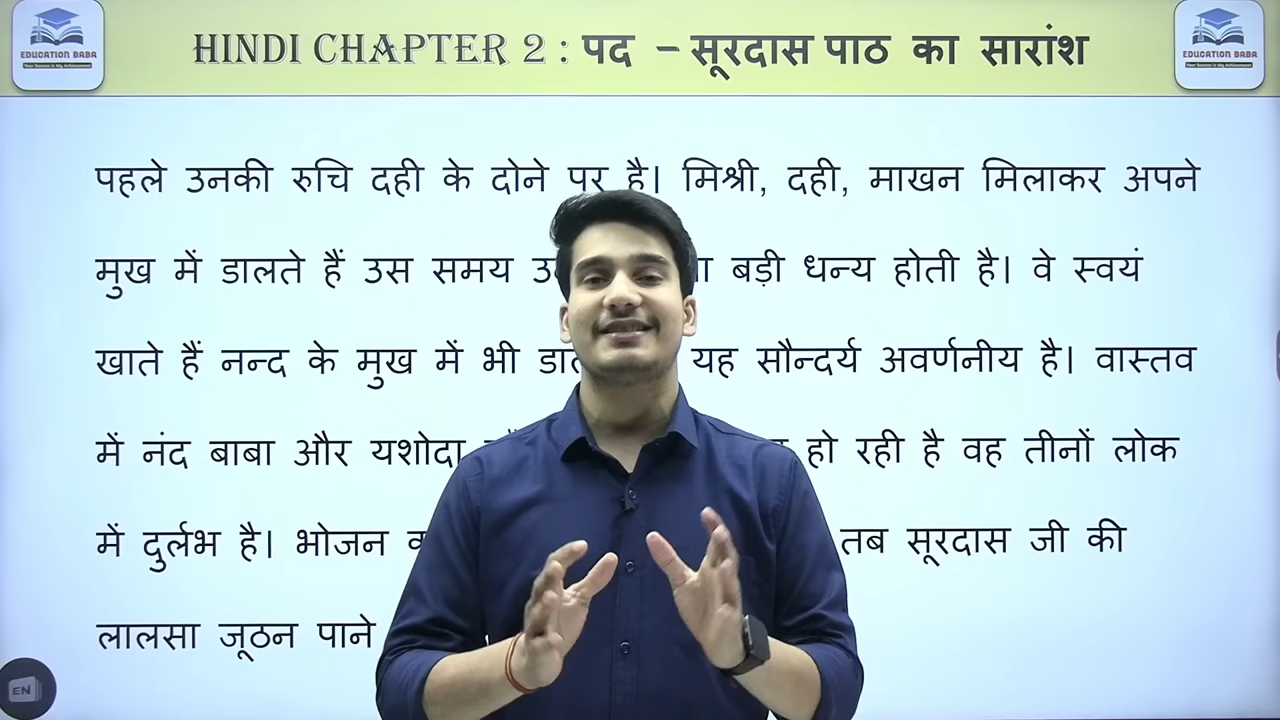 EDUCATION BABA
HINDI CHAPTER 2 : पद – सूरदास पाठ का सारांश
EDUCATION BABA
पहले उनकी रुचि दही के दोने पर है। मिश्री, दही, माखन मिलाकर अपने
मुख में डालते हैं उस समय बड़ी धन्य होती है। वे स्वयं
खाते हैं नन्द के मुख में भी यह सौन्दर्य अवर्णनीय है। वास्तव
में नंद बाबा और यशोदा हो रही है वह तीनों लोक
में दुर्लभ है। भोजन तब सूरदास जी की
लालसा जूठन पाने
EN